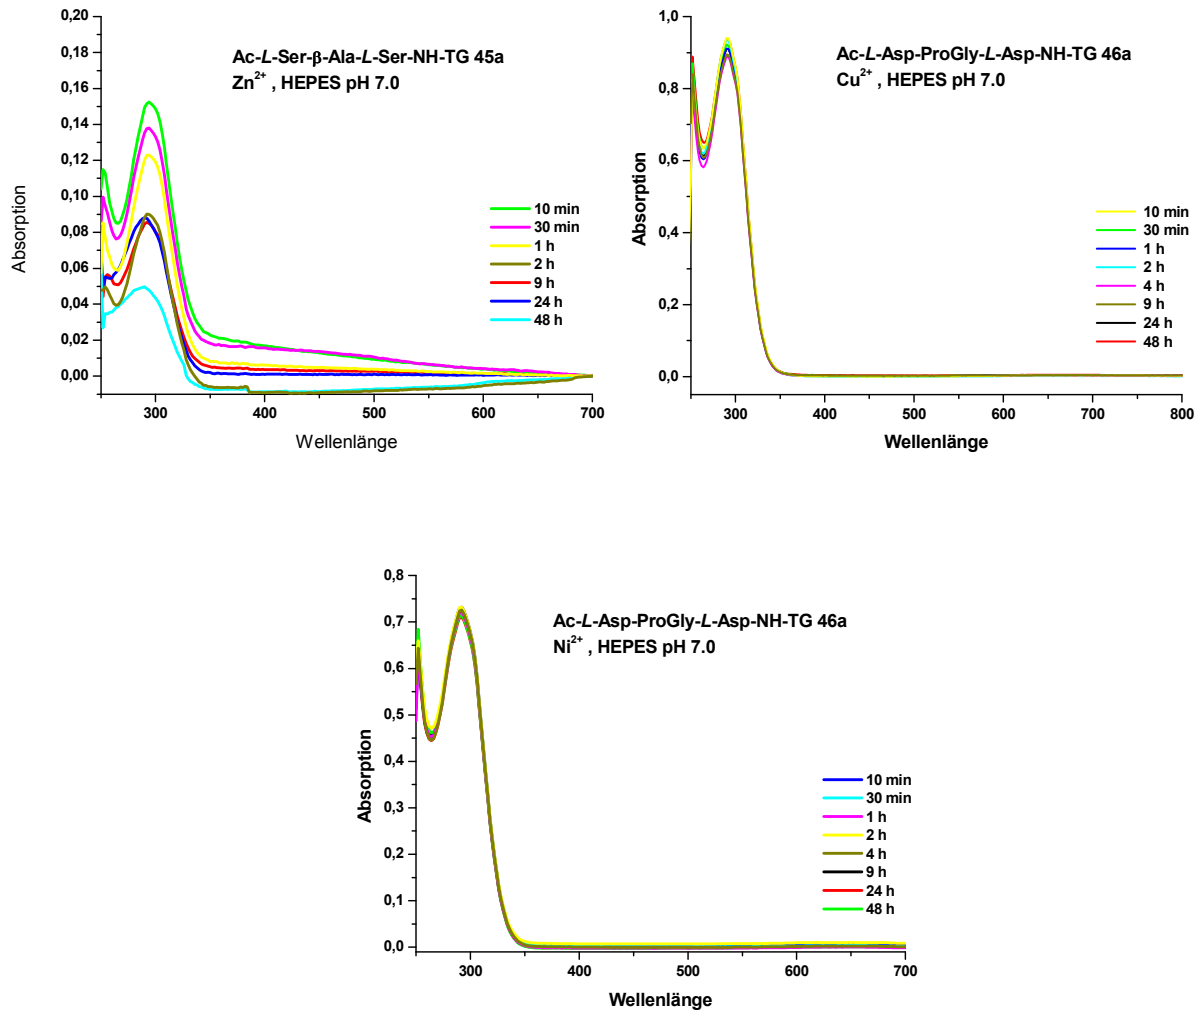 Ac-L-Ser-β-Ala-L-Ser-NH-TG 45a
Zn2+ , HEPES pH 7.0
0,20
0,18
0,16
0,14
0,12
0,10
0,08
0,06
0,04
0,02
0,00
Absorption
10 min
30 min
1 h
2 h
9 h
24 h
48 h
300
400
500
600
700
Wellenlänge
Ac-L-Asp-ProGly-L-Asp-NH-TG 46a
Cu2+ , HEPES pH 7.0
1,0
0,8
0,6
0,4
0,2
0,0
Absorption
10 min
30 min
1 h
2 h
4 h
9 h
24 h
48 h
300
400
500
600
700
800
Wellenlänge
Ac-L-Asp-ProGly-L-Asp-NH-TG 46a
Ni2+ , HEPES pH 7.0
0,8
0,7
0,6
0,5
0,4
0,3
0,2
0,1
0,0
Absorption
10 min
30 min
1 h
2 h
4 h
9 h
24 h
48 h
300
400
500
600
700
Wellenlänge